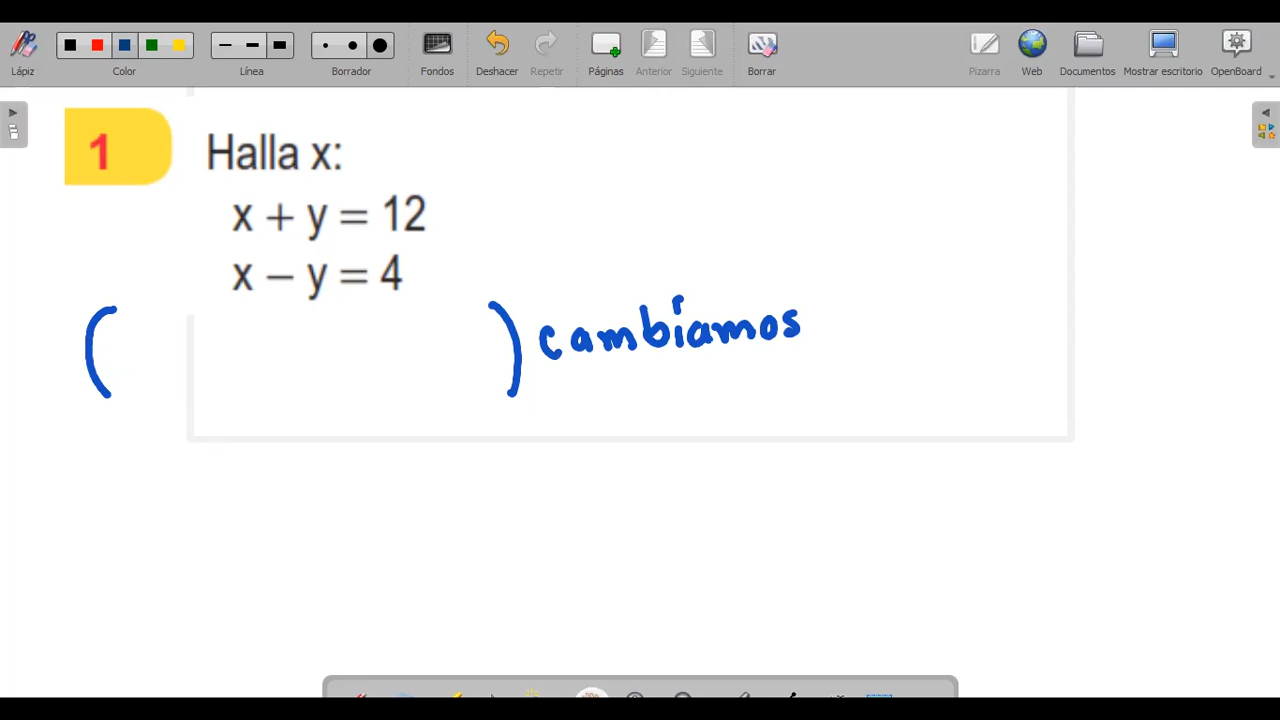 Lápiz Color Línea Borrador Fondos Deshacer Repetir Páginas Anterior Siguiente Borrar Pizarra Web Documentos Mostrar escritorio OpenBoard
1 Halla x:
x + y = 12
x − y = 4
( ) cambiamos